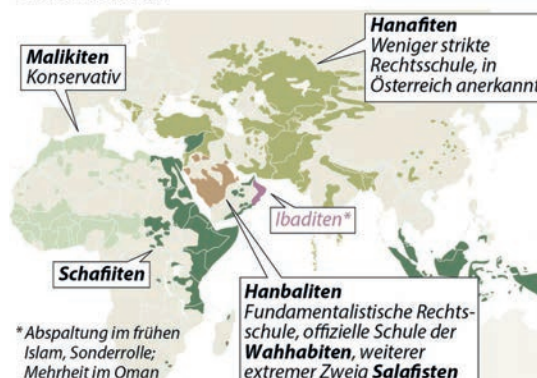 Malikiten
Konservativ
Hanafiten
Weniger strikte
Rechtsschule, in
Österreich anerkannt
Ibaditen*
Schafiiten
Hanbaliten
Fundamentalistische Rechts-
schule, offizielle Schule der
Wahhabiten, weiterer
extremer Zweig Salafisten
* Abspaltung im frühen
Islam, Sonderrolle;
Mehrheit im Oman